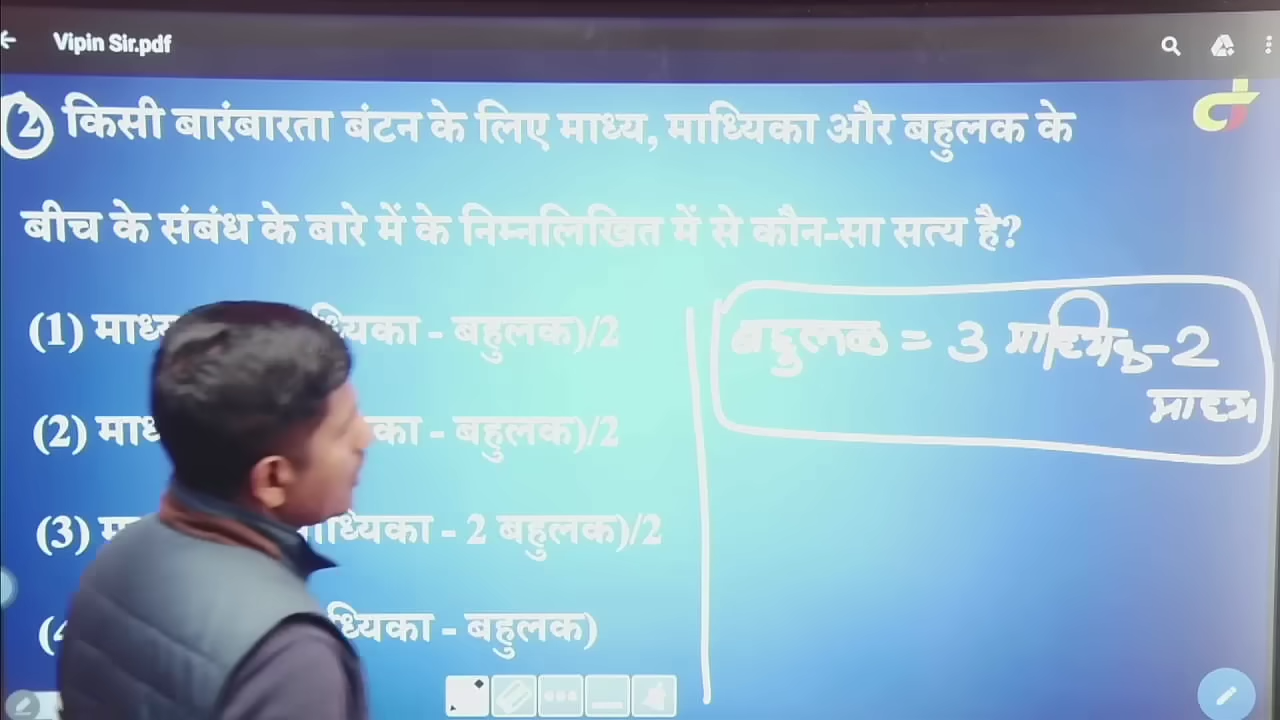 Vipin Sir.pdf
2 किसी बारंबारता बंटन के लिए माध्य, माध्यिका और बहुलक के
बीच के संबंध के बारे में के निम्नलिखित में से कौन-सा सत्य है?
(1) - बहुलक)/2
(2) - बहुलक)/2
(3) - 2 बहुलक)/2
- बहुलक)
बहुलक = 3 माध्यिका - 2
माध्य